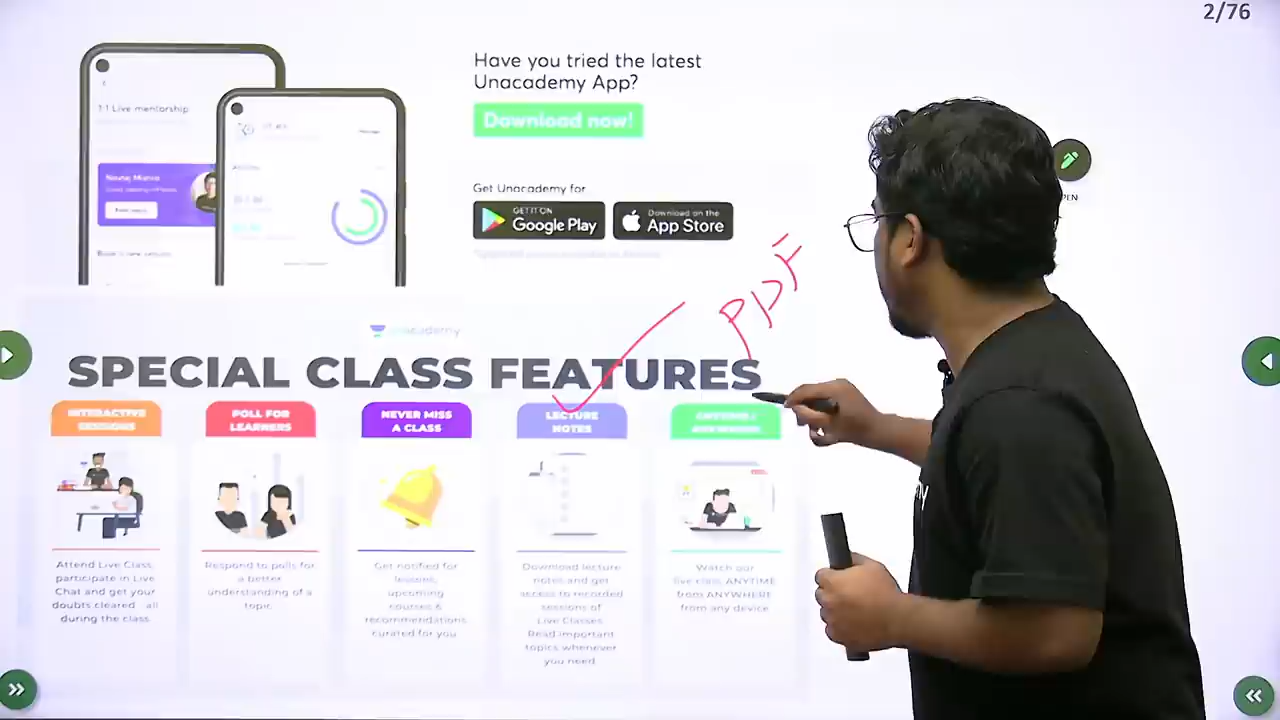 2/76
Have you tried the latest
Unacademy App?
Download now!
1:1 Live mentorship
Get Unacademy for
GET IT ON
Google Play
Download on the
App Store
PEN
PDF
unacademy
SPECIAL CLASS FEATURES
INTERACTIVE
SESSIONS
Attend Live Class,
participate in Live
Chat and get your
doubts cleared all
during the class
POLL FOR
LEARNERS
Respond to polls for
a better
understanding of a
topic.
NEVER MISS
A CLASS
Get notified for
lessons,
upcoming
courses &
recommendations
curated for you
LECTURE
NOTES
Download lecture
notes and get
access to recorded
sessions of
Live Classes.
Read important
topics whenever
you need
Watch our
live class ANYTIME
from ANYWHERE
from any device